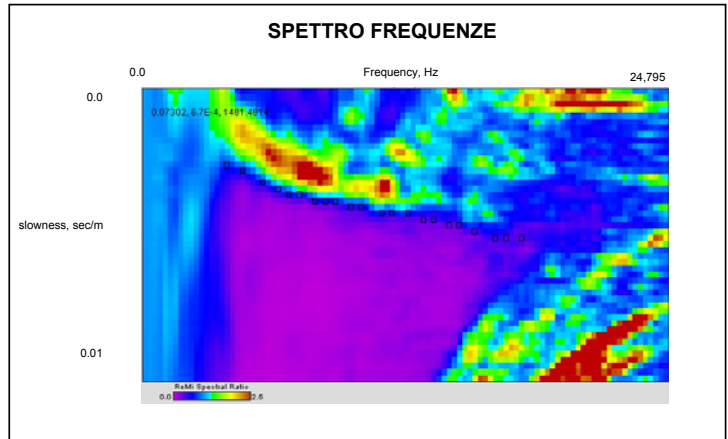 SPETTRO FREQUENZE
0.0 Frequency, Hz 24,795
0.0
0.07302, 6.7E-4, 1481.4814
slowness, sec/m
0.01
ReMi Spectral Ratio
0.0 2.5